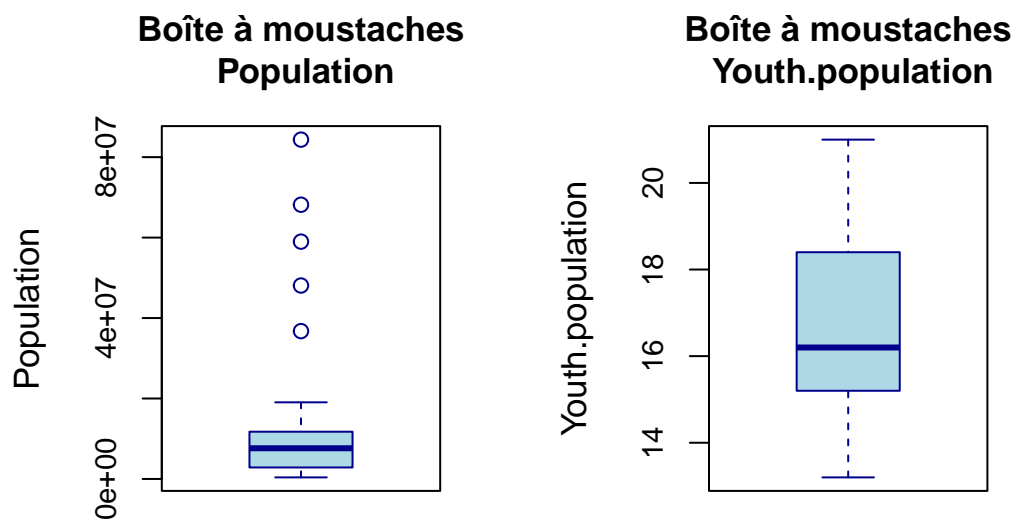 Boîte à moustaches
Population
Population
8e+07
4e+07
0e+00
Boîte à moustaches
Youth.population
Youth.population
20
18
16
14